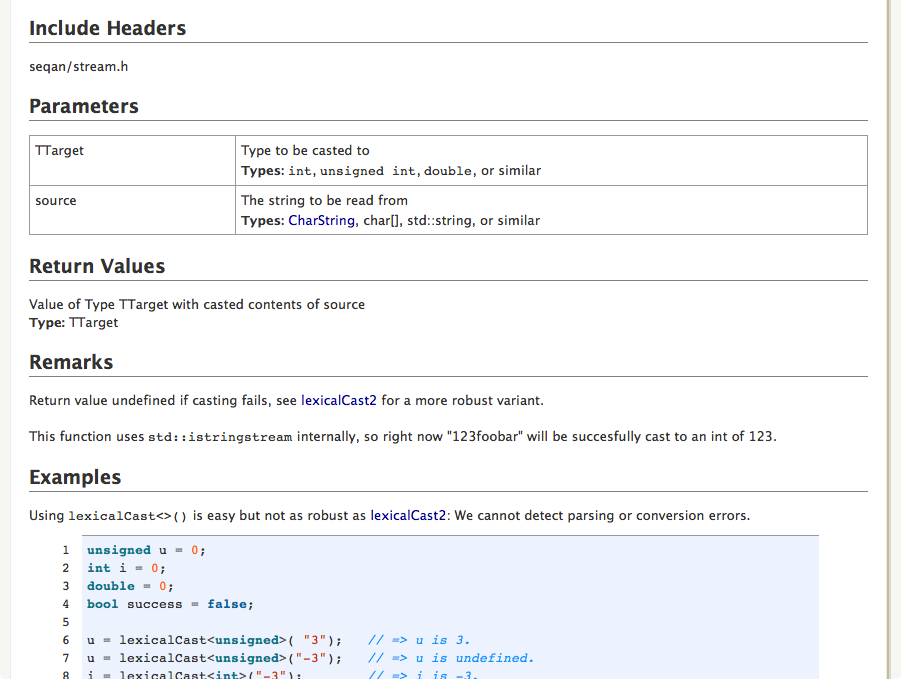 Include Headers
seqan/stream.h
Parameters
TTarget
Type to be casted to
Types: int, unsigned int, double, or similar
source
The string to be read from
Types: CharString, char[], std::string, or similar
Return Values
Value of Type TTarget with casted contents of source
Type: TTarget
Remarks
Return value undefined if casting fails, see lexicalCast2 for a more robust variant.
This function uses std::istringstream internally, so right now "123foobar" will be succesfully cast to an int of 123.
Examples
Using lexicalCast<>() is easy but not as robust as lexicalCast2: We cannot detect parsing or conversion errors.
1 unsigned u = 0;
2 int i = 0;
3 double = 0;
4 bool success = false;
5
6 u = lexicalCast<unsigned>( "3"); // => u is 3.
7 u = lexicalCast<unsigned>("-3"); // => u is undefined.
8 i = lexicalCast<int>("-3"); // => i is -3.